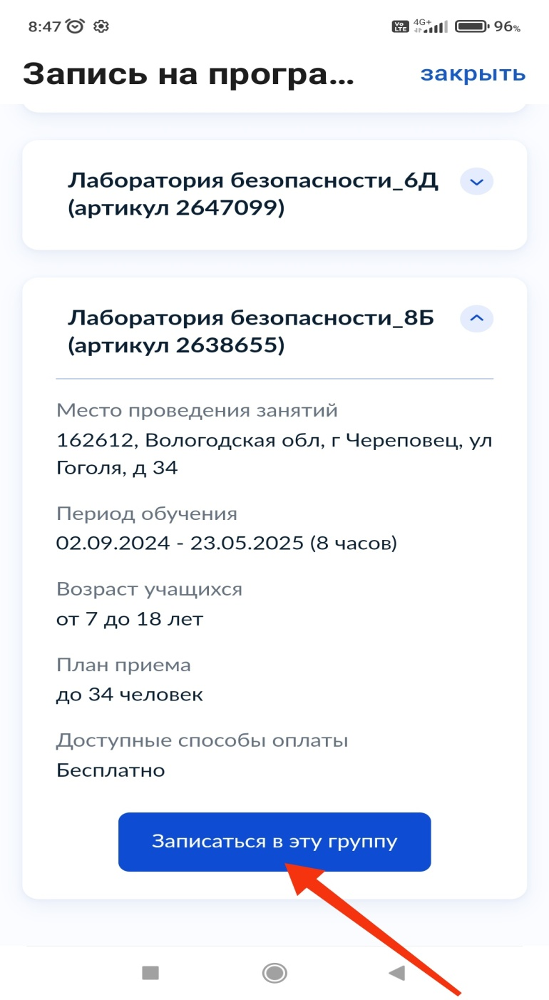 8:47
Vo LTE 4G+ 96%
Запись на програ...
закрыть
Лаборатория безопасности_6Д
(артикул 2647099)
Лаборатория безопасности_8Б
(артикул 2638655)
Место проведения занятий
162612, Вологодская обл, г Череповец, ул
Гоголя, д 34
Период обучения
02.09.2024 - 23.05.2025 (8 часов)
Возраст учащихся
от 7 до 18 лет
План приема
до 34 человек
Доступные способы оплаты
Бесплатно
Записаться в эту группу